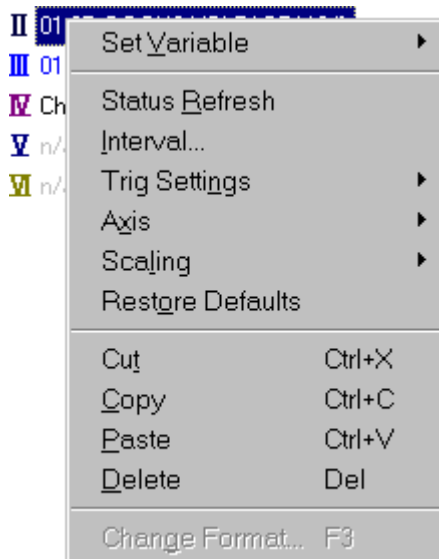 II 01
Set Variable
III 01
Status Refresh
IV Ch
Interval...
V n/
Trig Settings
VI n/
Axis
Scaling
Restore Defaults
Cut Ctrl+X
Copy Ctrl+C
Paste Ctrl+V
Delete Del
Change Format... F3